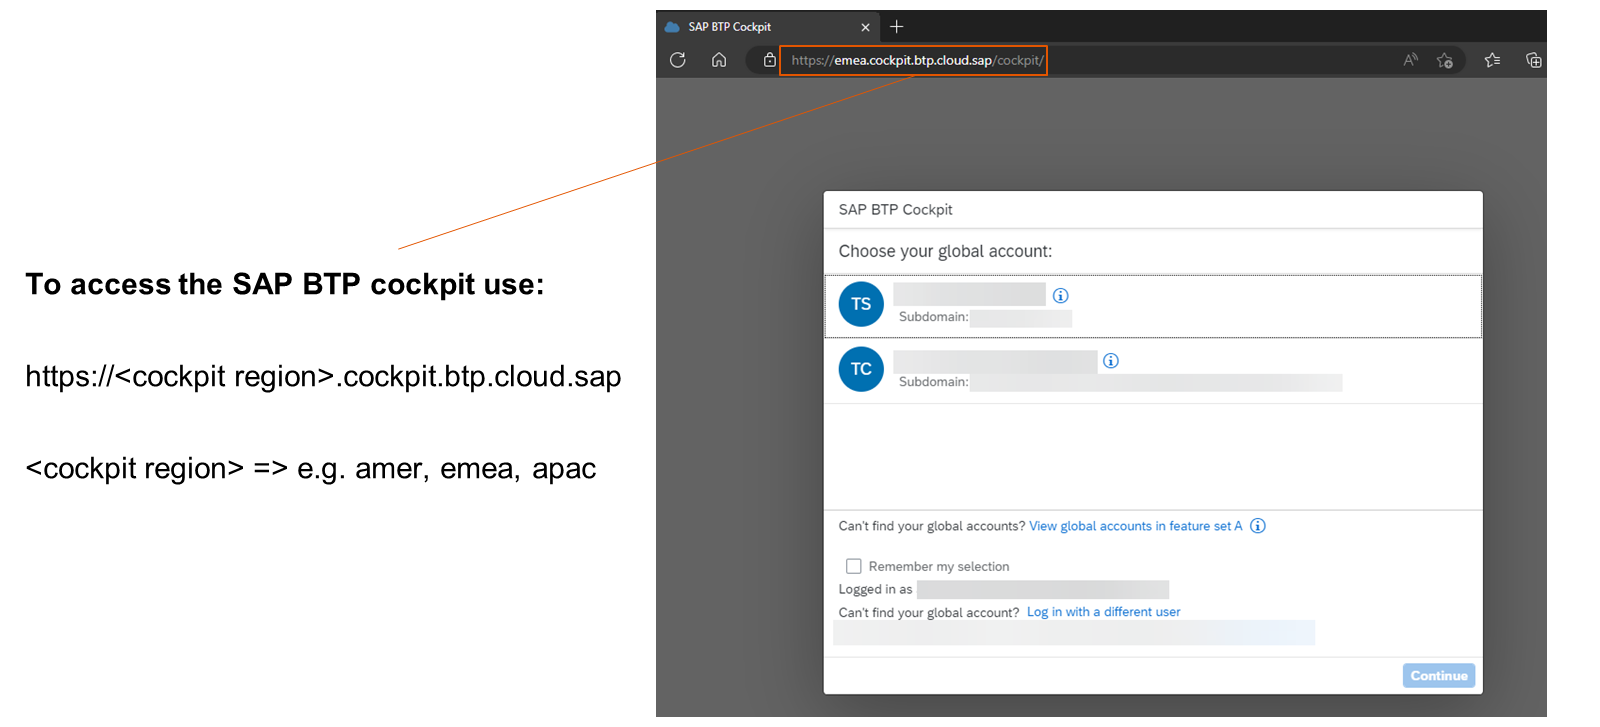 SAP BTP Cockpit
https://emea.cockpit.btp.cloud.sap/cockpit/
To access the SAP BTP cockpit use:
https://<cockpit region>.cockpit.btp.cloud.sap
<cockpit region> => e.g. amer, emea, apac
SAP BTP Cockpit
Choose your global account:
TS
Subdomain:
TC
Subdomain:
Can't find your global accounts? View global accounts in feature set A
Remember my selection
Logged in as
Can't find your global account? Log in with a different user
Continue